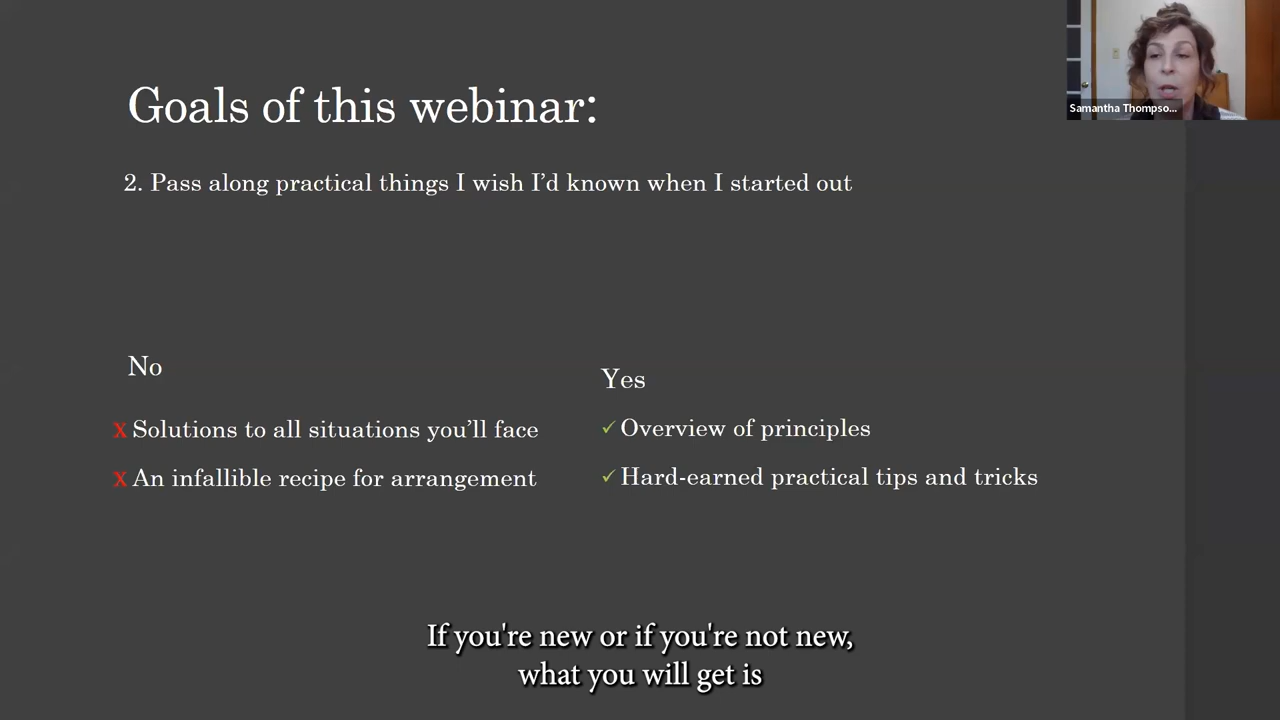 Samantha Thompso...
Goals of this webinar:
2. Pass along practical things I wish I'd known when I started out
No
X Solutions to all situations you'll face
X An infallible recipe for arrangement
Yes
✓ Overview of principles
✓ Hard-earned practical tips and tricks
If you're new or if you're not new,
what you will get is